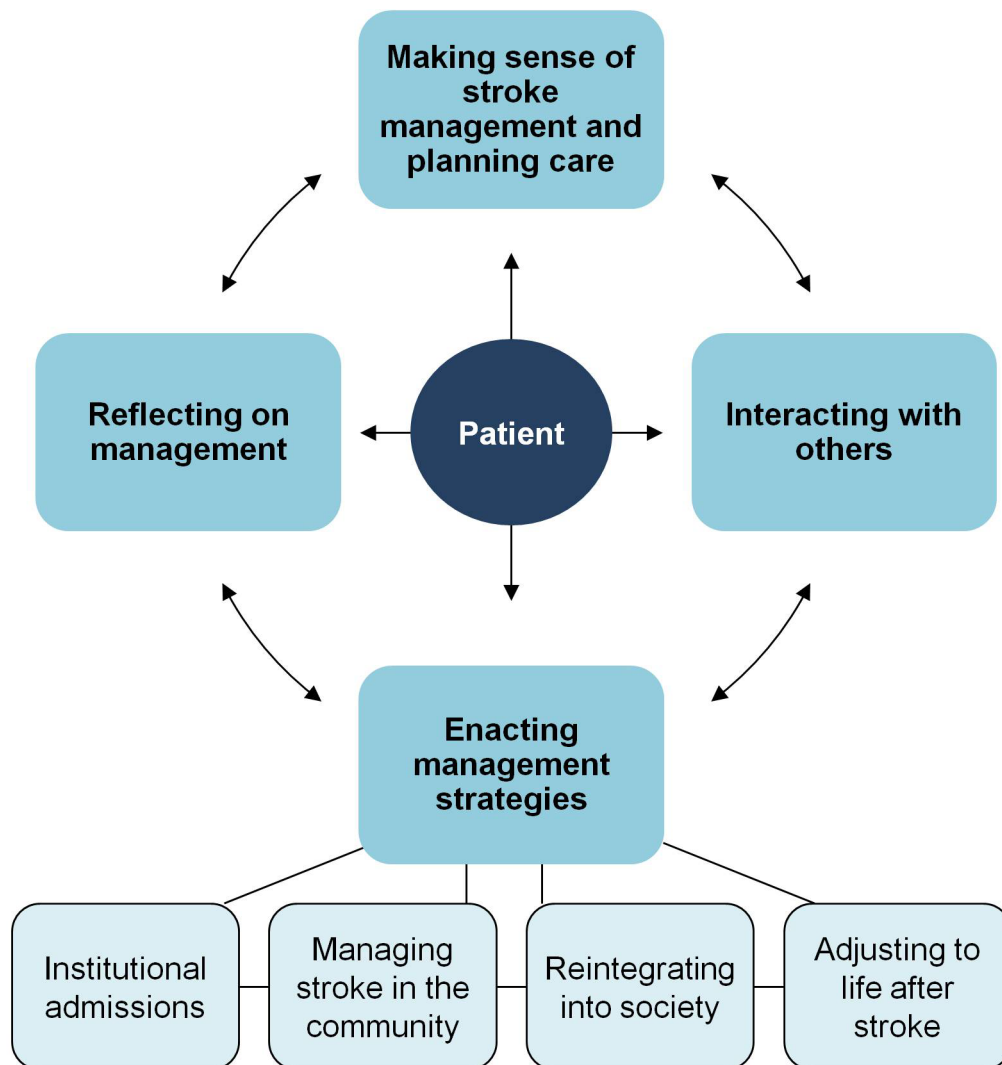 Making sense of
stroke
management and
planning care
Reflecting on
management
Patient
Interacting with
others
Enacting
management
strategies
Institutional
admissions
Managing
stroke in the
community
Reintegrating
into society
Adjusting to
life after
stroke